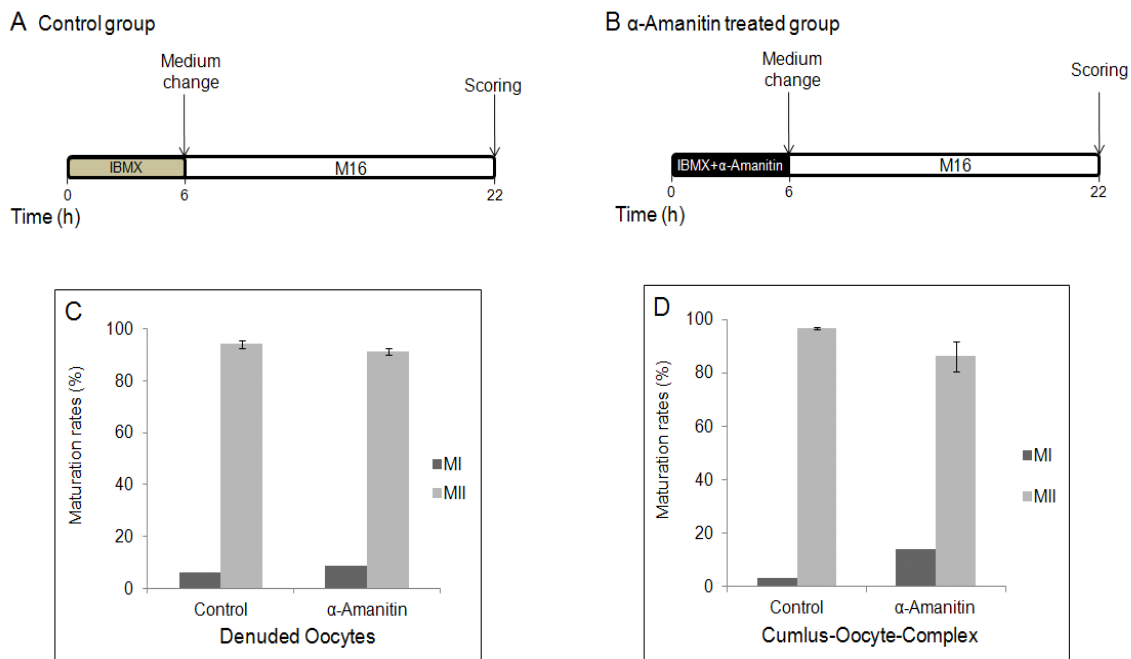 A Control group
Medium
change
Scoring
IBMX
M16
0
6
22
Time (h)
B α-Amanitin treated group
Medium
change
Scoring
IBMX+α-Amanitin
M16
0
6
22
Time (h)
C
Maturation rates (%)
100
80
60
40
20
0
Control
α-Amanitin
Denuded Oocytes
MI
MII
D
Maturation rates (%)
100
80
60
40
20
0
Control
α-Amanitin
Cumlus-Oocyte-Complex
MI
MII